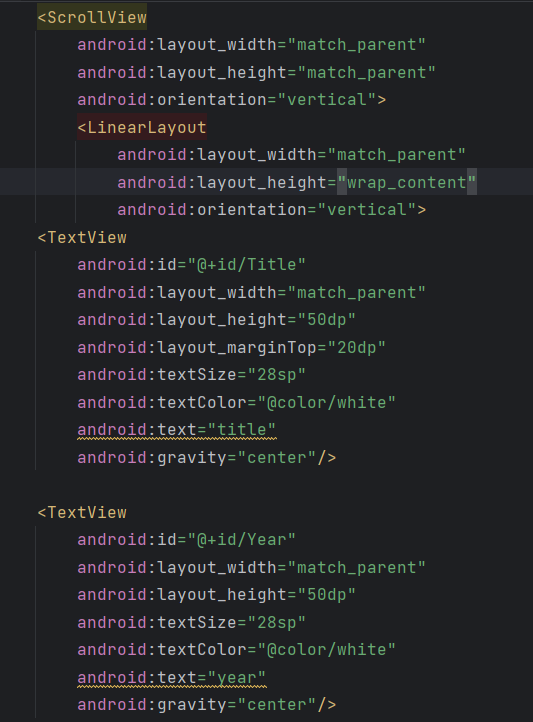 <ScrollView
android:layout_width="match_parent"
android:layout_height="match_parent"
android:orientation="vertical">
<LinearLayout
android:layout_width="match_parent"
android:layout_height="wrap_content"
android:orientation="vertical">
<TextView
android:id="@+id/Title"
android:layout_width="match_parent"
android:layout_height="50dp"
android:layout_marginTop="20dp"
android:textSize="28sp"
android:textColor="@color/white"
android:text="title"
android:gravity="center"/>
<TextView
android:id="@+id/Year"
android:layout_width="match_parent"
android:layout_height="50dp"
android:textSize="28sp"
android:textColor="@color/white"
android:text="year"
android:gravity="center"/>